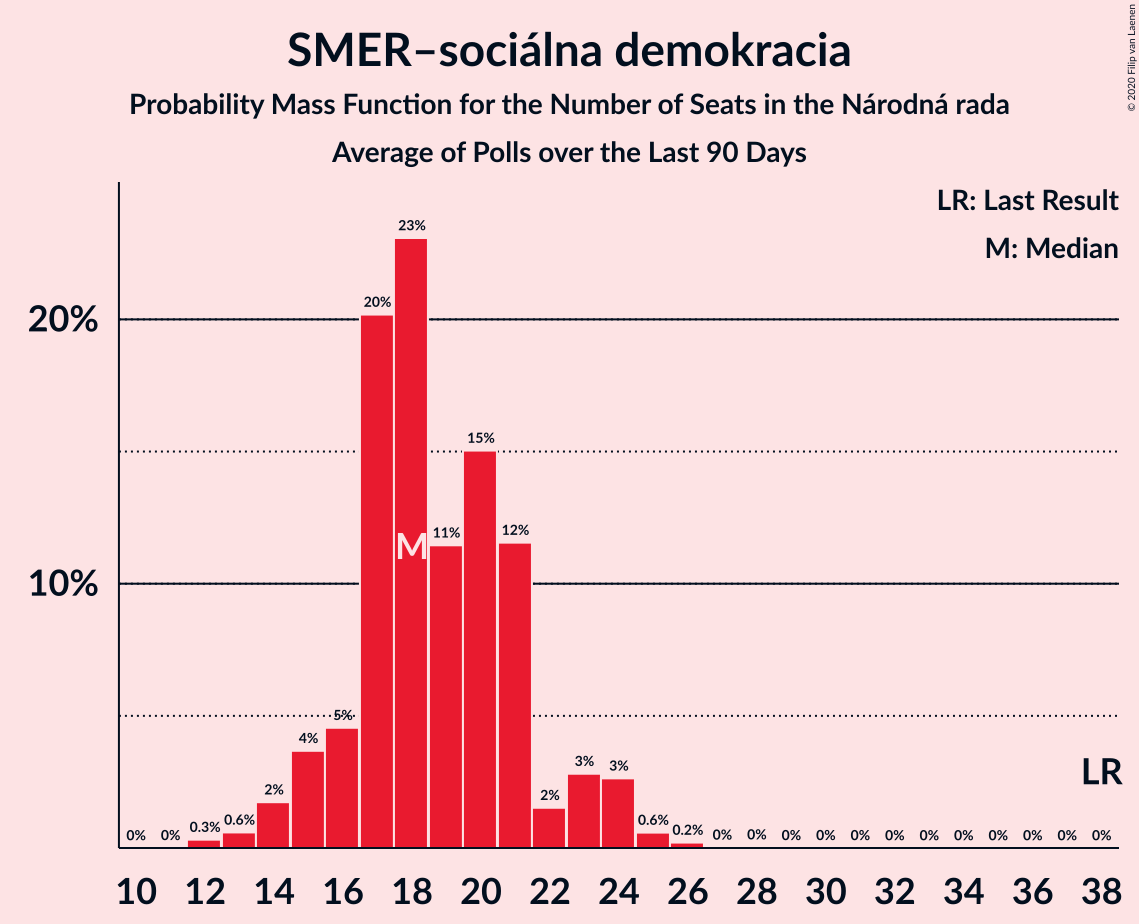 SMER–sociálna demokracia
Probability Mass Function for the Number of Seats in the Národná rada
Average of Polls over the Last 90 Days
© 2020 Filip van Laenen
LR: Last Result
M: Median
20%
10%
0% 0% 0.3% 0.6% 2% 4% 5% 20% 23% 11% 15% 12% 2% 3% 3% 0.6% 0.2% 0% 0% 0% 0% 0% 0% 0% 0% 0% 0% 0% 0%
M
LR
10 12 14 16 18 20 22 24 26 28 30 32 34 36 38